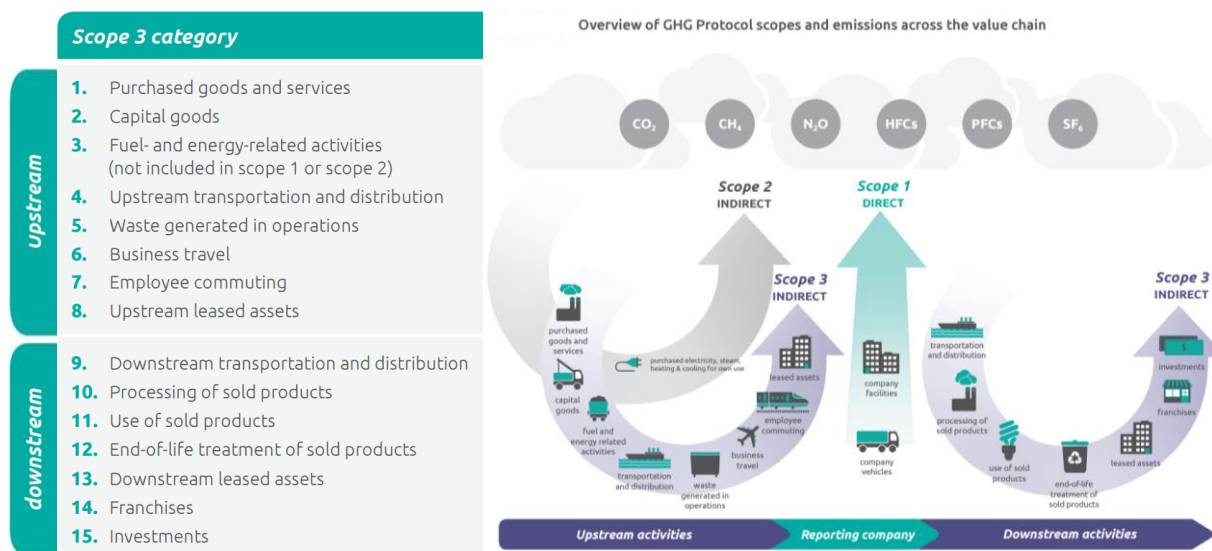 Scope 3 category
upstream
1. Purchased goods and services
2. Capital goods
3. Fuel- and energy-related activities
(not included in scope 1 or scope 2)
4. Upstream transportation and distribution
5. Waste generated in operations
6. Business travel
7. Employee commuting
8. Upstream leased assets
downstream
9. Downstream transportation and distribution
10. Processing of sold products
11. Use of sold products
12. End-of-life treatment of sold products
13. Downstream leased assets
14. Franchises
15. Investments
Overview of GHG Protocol scopes and emissions across the value chain
CO₂
CH₄
N₂O
HFCs
PFCs
SF₆
Scope 2
INDIRECT
Scope 1
DIRECT
Scope 3
INDIRECT
Scope 3
INDIRECT
purchased
goods and
services
capital
goods
fuel and
energy related
activities
transportation
and distribution
waste
generated in
operations
business
travel
employee
commuting
leased assets
purchased electricity, steam,
heating & cooling for own use
company
facilities
company
vehicles
transportation
and distribution
processing of
sold products
use of sold
products
end-of-life
treatment of
sold products
leased assets
franchises
investments
$
Upstream activities
Reporting company
Downstream activities